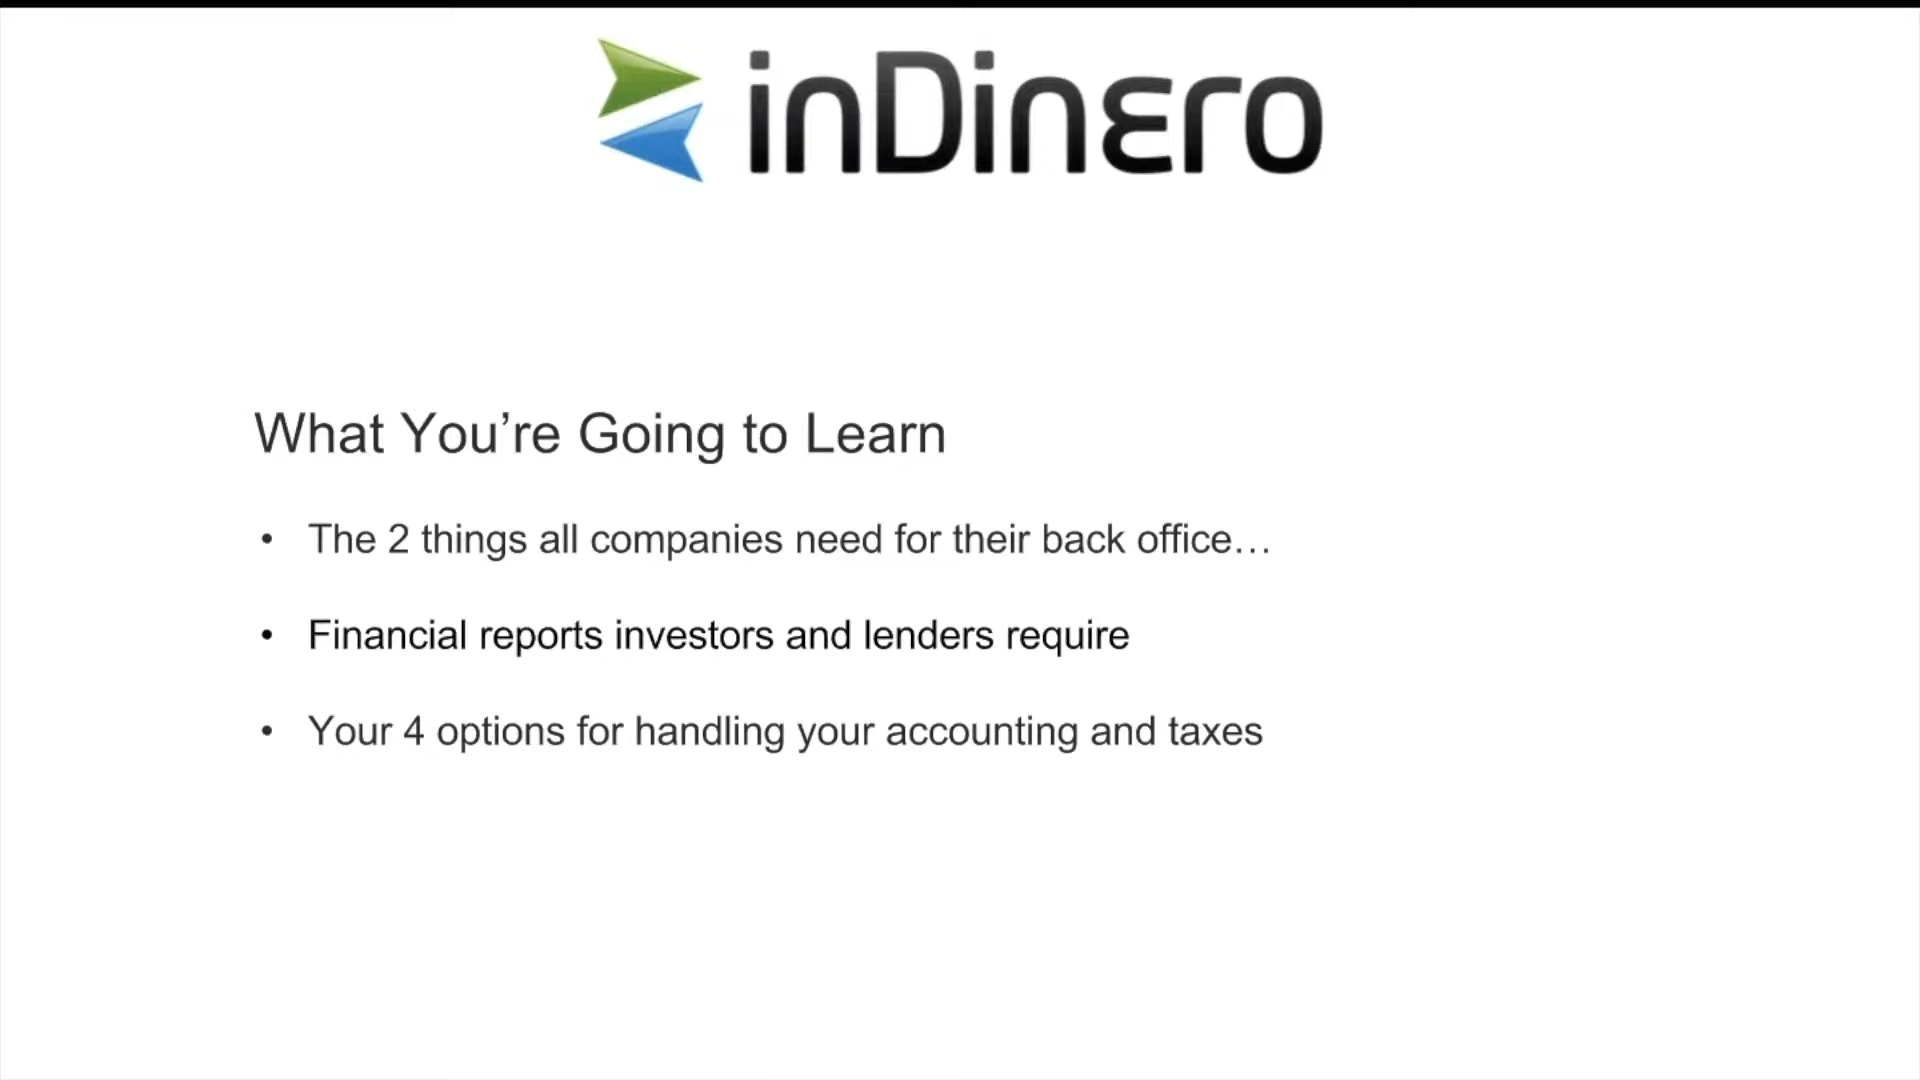 inDinero
What You’re Going to Learn
• The 2 things all companies need for their back office…
• Financial reports investors and lenders require
• Your 4 options for handling your accounting and taxes